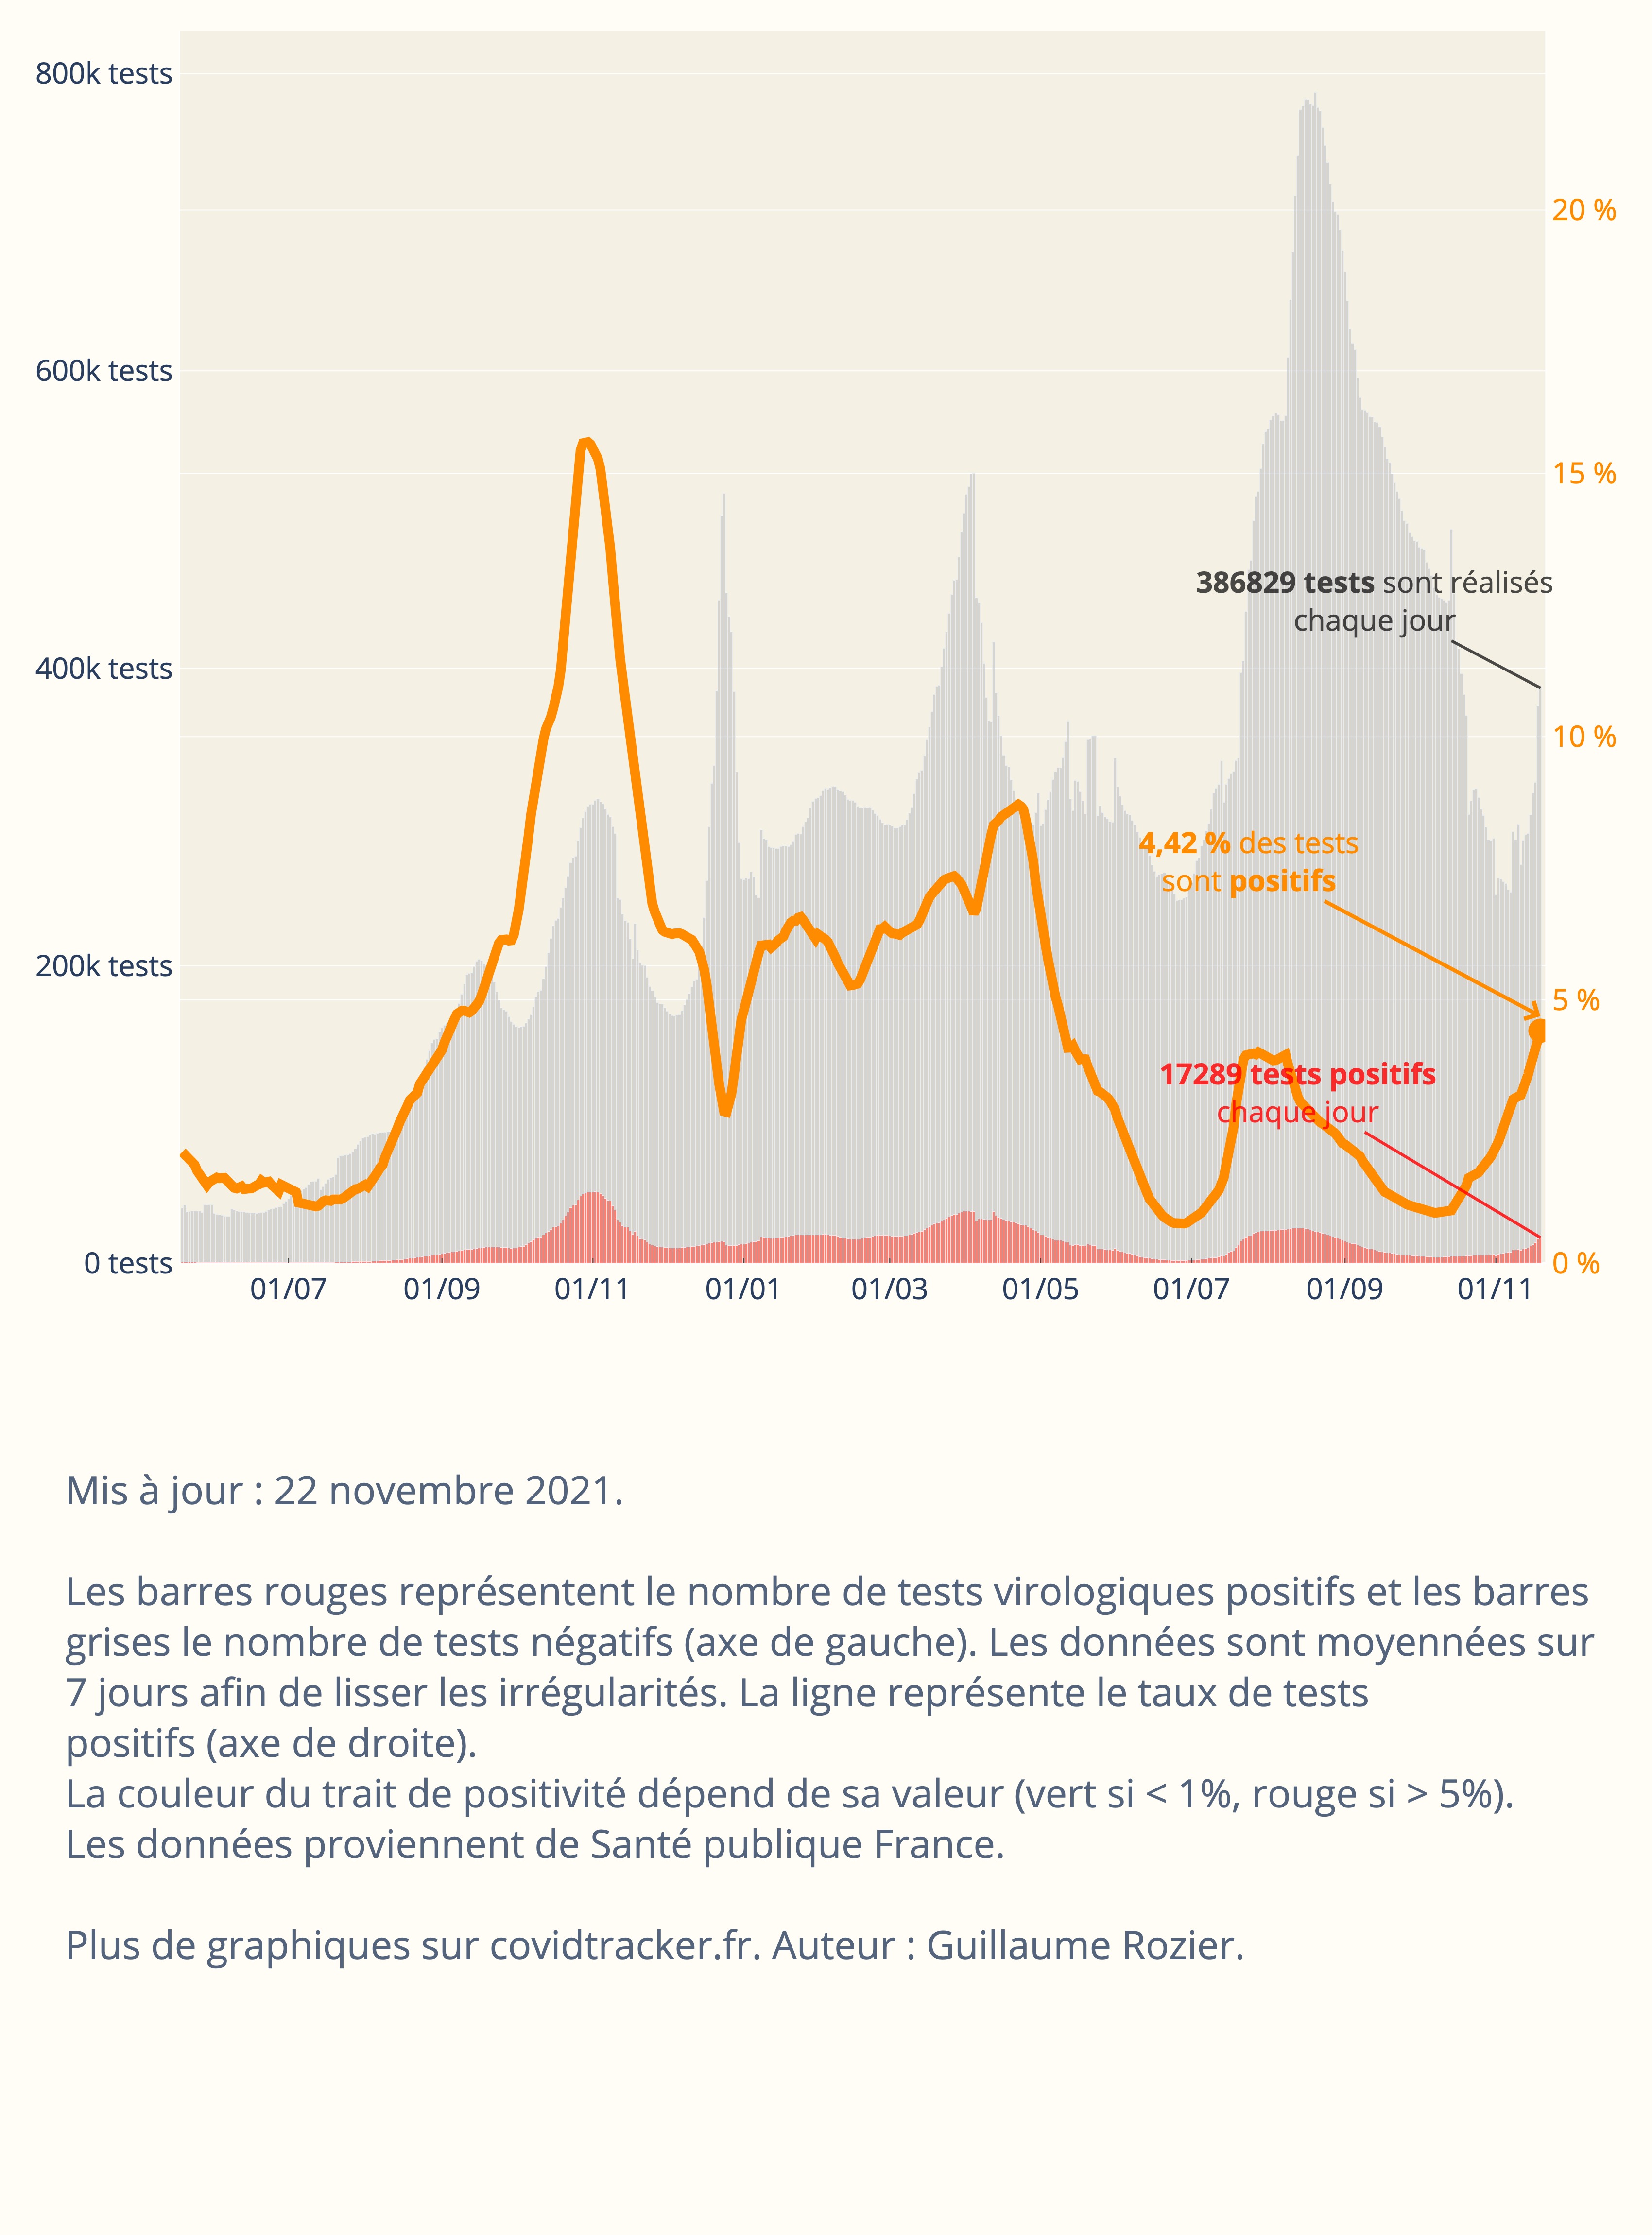 800k tests
20 %
600k tests
15 %
386829 tests sont réalisés
chaque jour
400k tests
10 %
4,42 % des tests
sont positifs
200k tests
5 %
17289 tests positifs
chaque jour
0 tests
0 %
01/07 01/09 01/11 01/01 01/03 01/05 01/07 01/09 01/11
Mis à jour : 22 novembre 2021.
Les barres rouges représentent le nombre de tests virologiques positifs et les barres
grises le nombre de tests négatifs (axe de gauche). Les données sont moyennées sur
7 jours afin de lisser les irrégularités. La ligne représente le taux de tests
positifs (axe de droite).
La couleur du trait de positivité dépend de sa valeur (vert si < 1%, rouge si > 5%).
Les données proviennent de Santé publique France.
Plus de graphiques sur covidtracker.fr. Auteur : Guillaume Rozier.